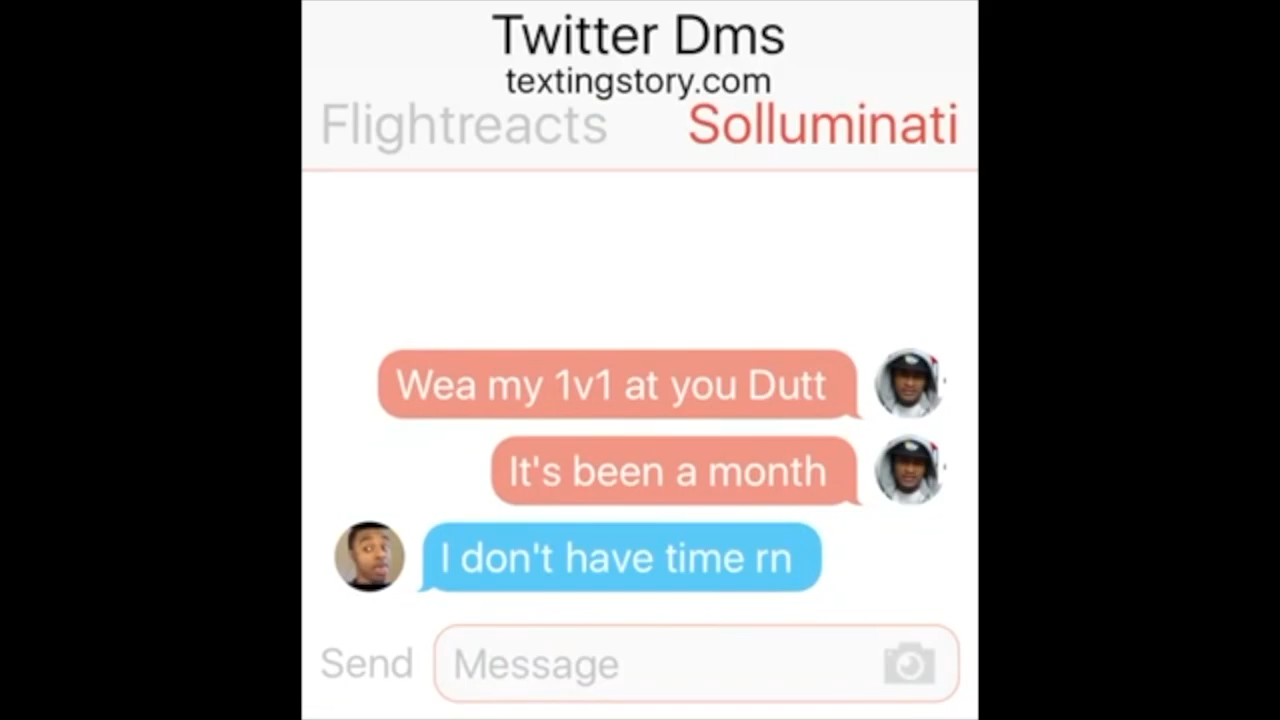 Twitter Dms
textingstory.com
Flightreacts Solluminati
Wea my 1v1 at you Dutt
It's been a month
I don't have time rn
Send Message